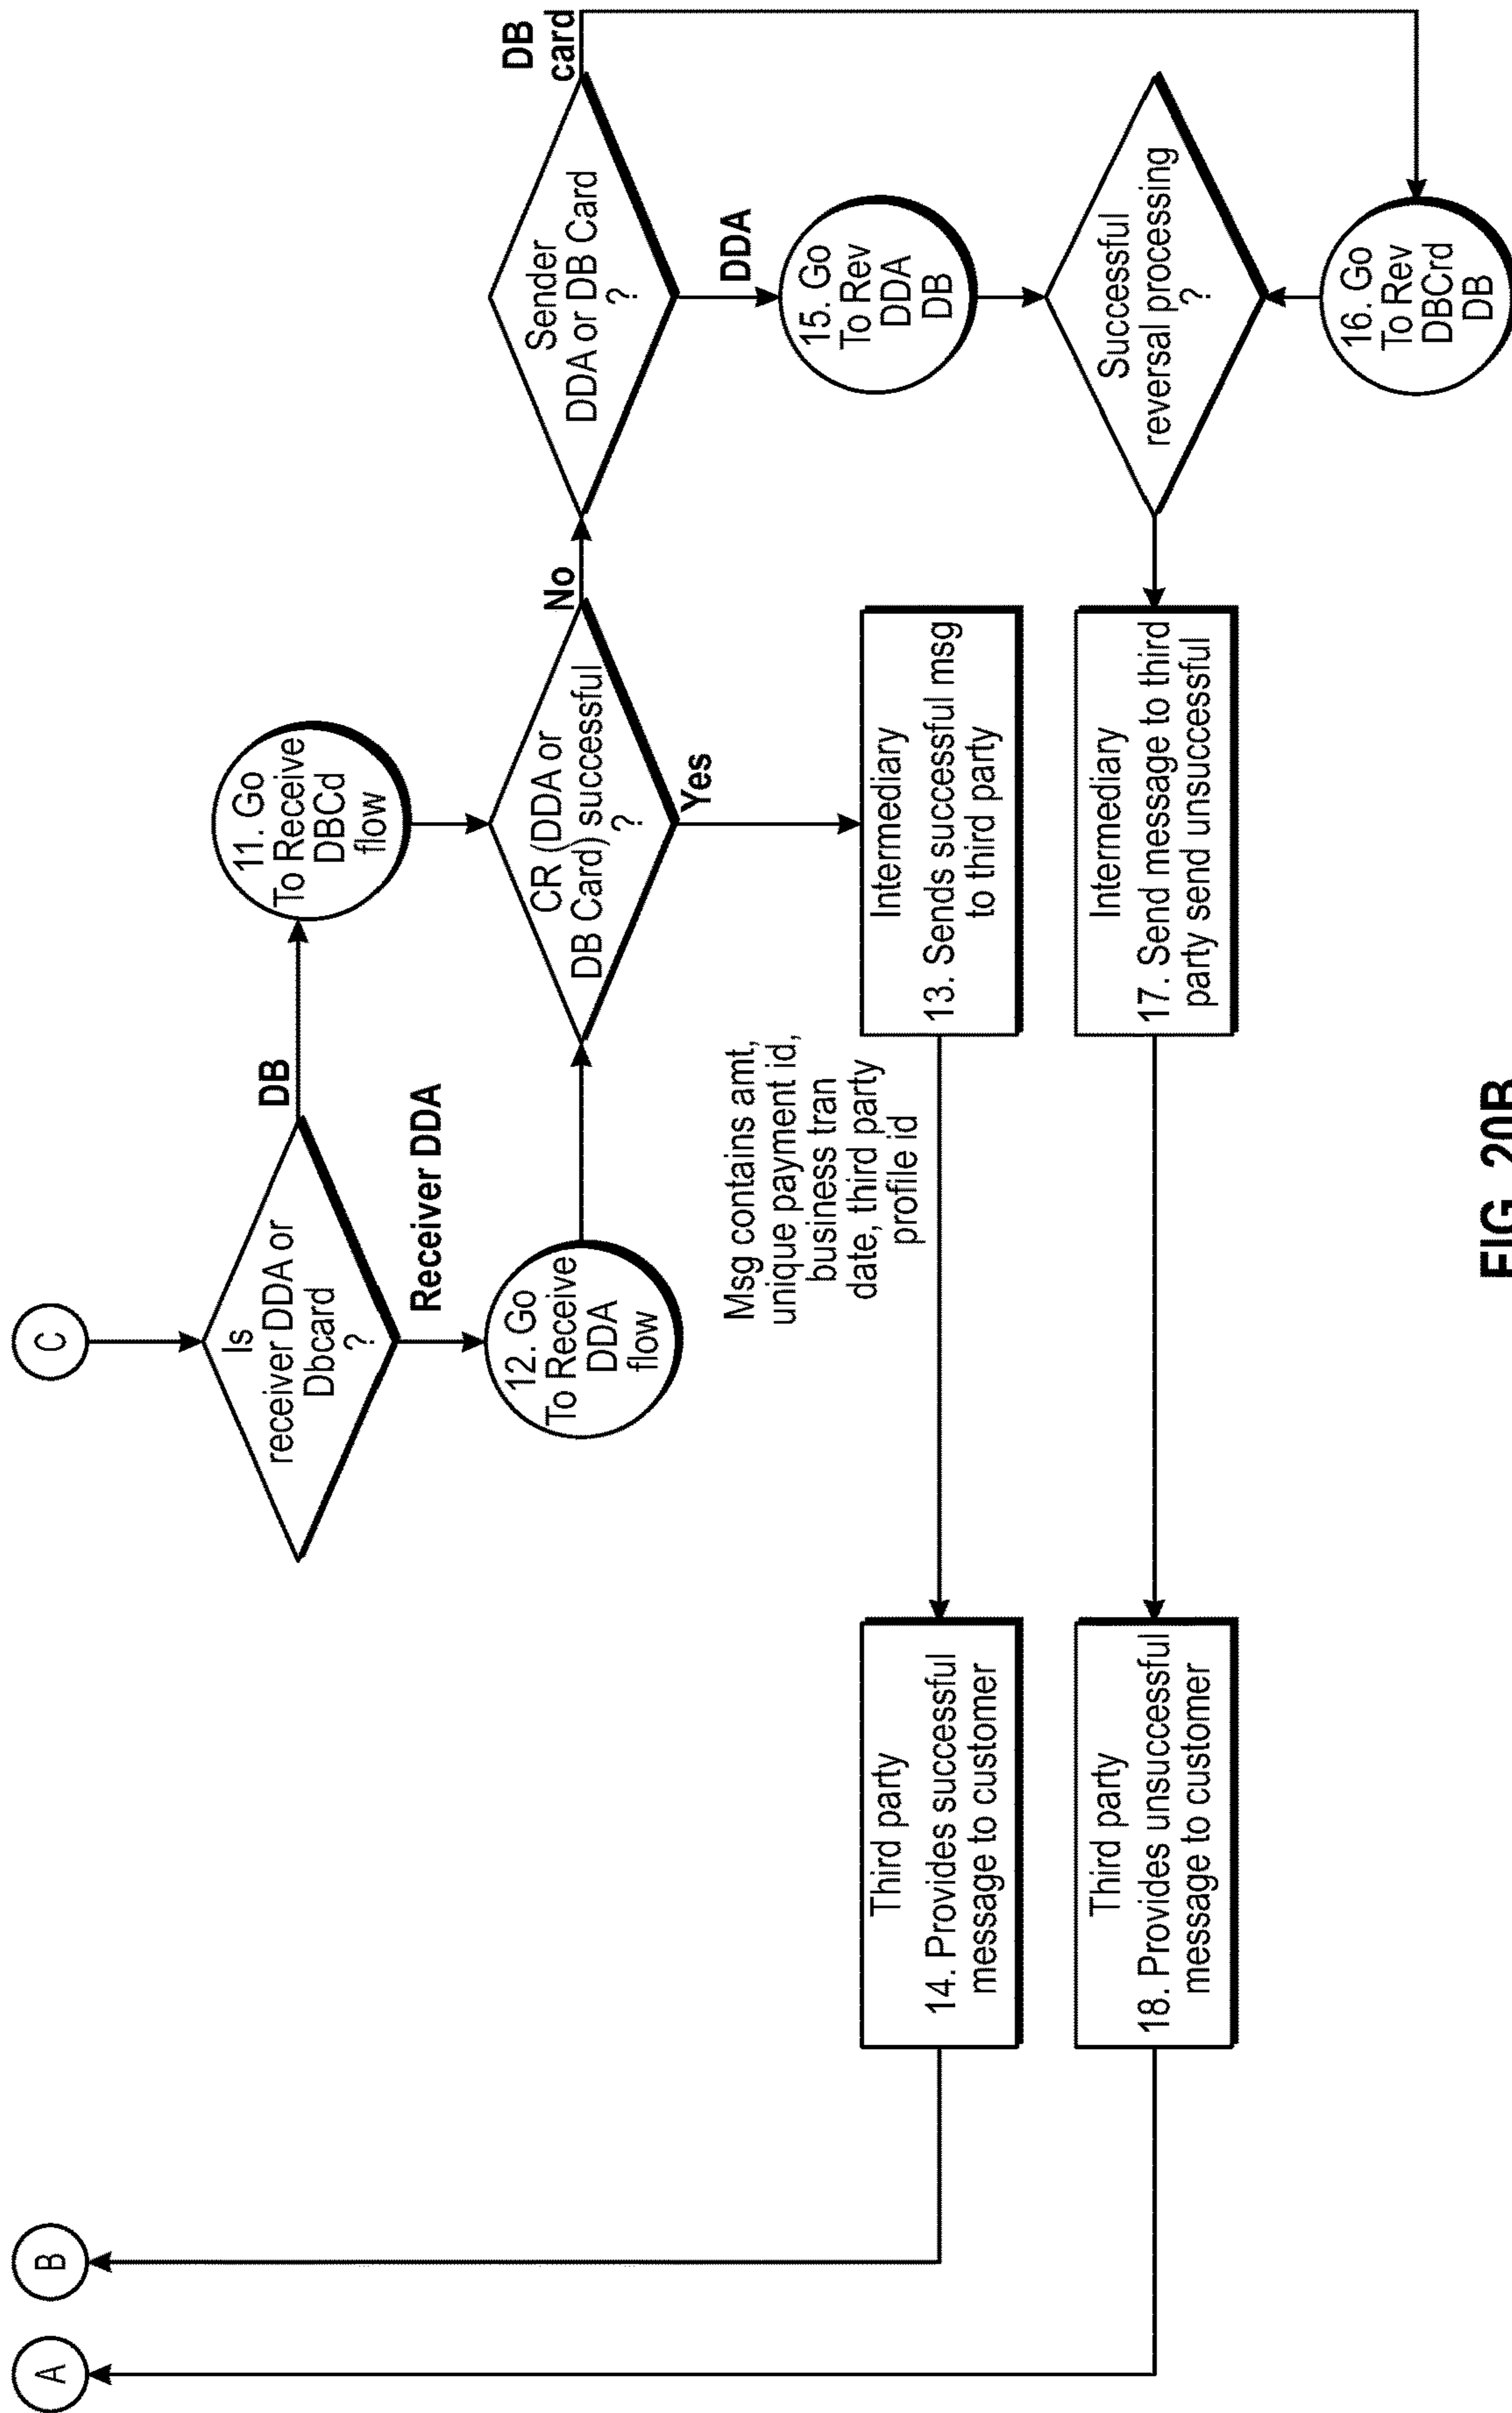 A
B
C
Is
receiver DDA or
Dbcard
?
DB
11. Go
To Receive
DBCd
flow
Receiver DDA
12. Go
To Receive
DDA
flow
CR (DDA or
DB Card) successful
?
No
Yes
Sender
DDA or DB Card
?
DB
card
DDA
15. Go
To Rev
DDA
DB
Successful
reversal processing
?
16. Go
To Rev
DBCrd
DB
Intermediary
13. Sends successful msg
to third party
Msg contains amt,
unique payment id,
business tran
date, third party
profile id
Third party
14. Provides successful
message to customer
Intermediary
17. Send message to third
party send unsuccessful
Third party
18. Provides unsuccessful
message to customer
FIG. 20B